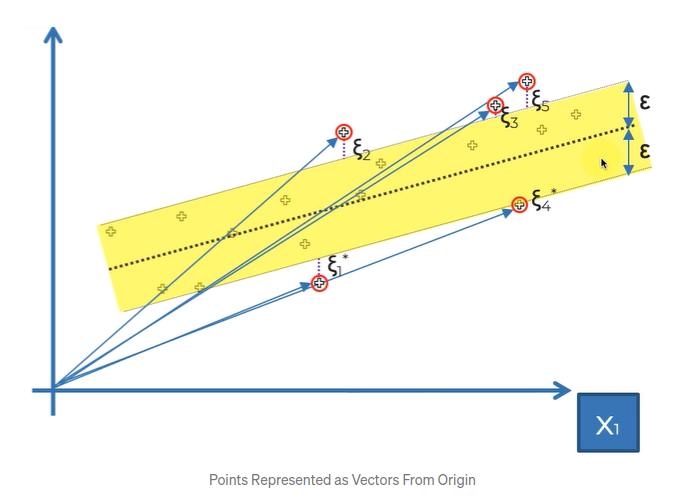 ξ5
ε
ξ3
ξ2
ε
ξ4*
ξ1*
X1
Points Represented as Vectors From Origin